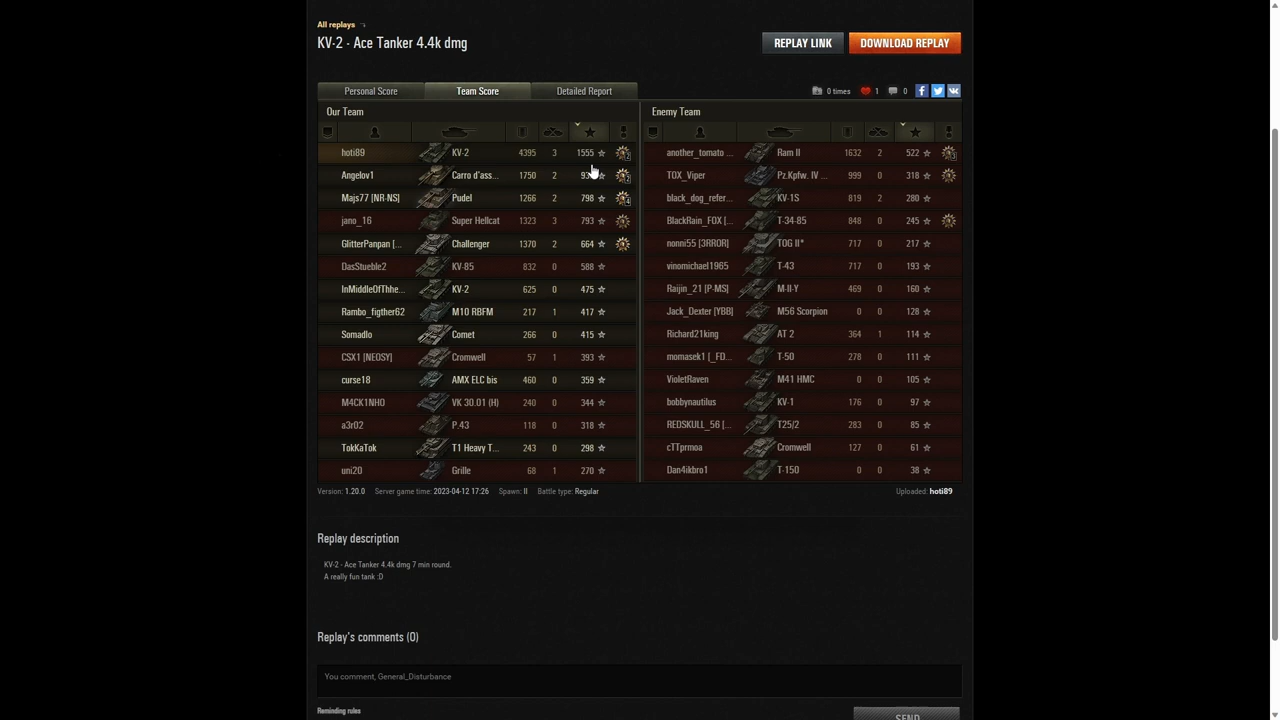 All replays
KV-2 - Ace Tanker 4.4k dmg
REPLAY LINK
DOWNLOAD REPLAY
Personal Score
Team Score
Detailed Report
0 times
1
0
Our Team
hoti89 KV-2 4395 3 1555
Angelov1 Carro d'ass... 1750 2
Majs77 [NR-NS] Pudel 1266 2 798
jano_16 Super Hellcat 1323 3 793
GlitterPanpan [... Challenger 1370 2 664
DasStueble2 KV-85 832 0 588
InMiddleOfThhe... KV-2 625 0 475
Rambo_figther62 M10 RBFM 217 1 417
Somadlo Comet 266 0 415
CSX1 [NEOSY] Cromwell 57 1 393
curse18 AMX ELC bis 460 0 359
M4CK1NHO VK 30.01 (H) 240 0 344
a3r02 P.43 118 0 318
TokKaTok T1 Heavy T... 243 0 298
uni20 Grille 68 1 270
Enemy Team
another_tomato ... Ram II 1632 2 522
TOX_Viper Pz.Kpfw. IV ... 999 0 318
black_dog_refer... KV-1S 819 2 280
BlackRain_FOX [... T-34-85 848 0 245
nonni55 [3RROR] TOG II* 717 0 217
vinomichael1965 T-43 717 0 193
Raijin_21 [P-MS] M-II-Y 469 0 160
Jack_Dexter [YBB] M56 Scorpion 308 0 128
Richard21king AT 2 364 1 114
momasek1 [_FD... T-50 278 0 111
VioletRaven M41 HMC 0 0 105
bobbynautilus KV-1 176 0 97
REDSKULL_56 [... T25/2 283 0 85
cTTprmoa Cromwell 127 0 61
Dan4ikbro1 T-150 0 0 38
Version: 1.20.0 Server game time: 2023-04-12 17:26 Spawn: II Battle type: Regular
Uploaded: hoti89
Replay description
KV-2 - Ace Tanker 4.4k dmg 7 min round.
A really fun tank :D
Replay's comments (0)
You comment, General_Disturbance
Reminding rules
SEND